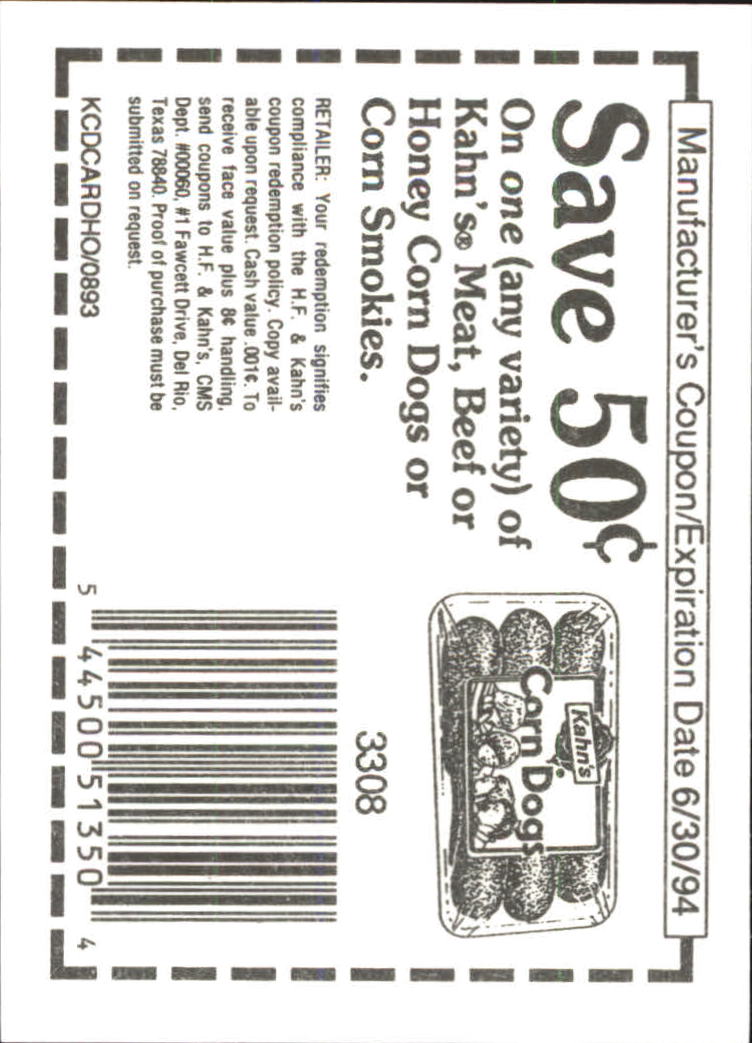 Manufacturer's Coupon/Expiration Date 6/30/94
Save 50¢
On one (any variety) of
Kahn's® Meat, Beef or
Honey Corn Dogs or
Corn Smokies.
Kahn's®
Corn Dogs
3308
RETAILER: Your redemption signifies
compliance with the H.F. & Kahn's
coupon redemption policy. Copy avail-
able upon request. Cash value .001¢. To
receive face value plus 8¢ handling,
send coupons to H.F. & Kahn's, CMS
Dept. #00060, #1 Fawcett Drive, Del Rio,
Texas 78840. Proof of purchase must be
submitted on request.
KCDCARDHO/0893
5 44500 51350 4